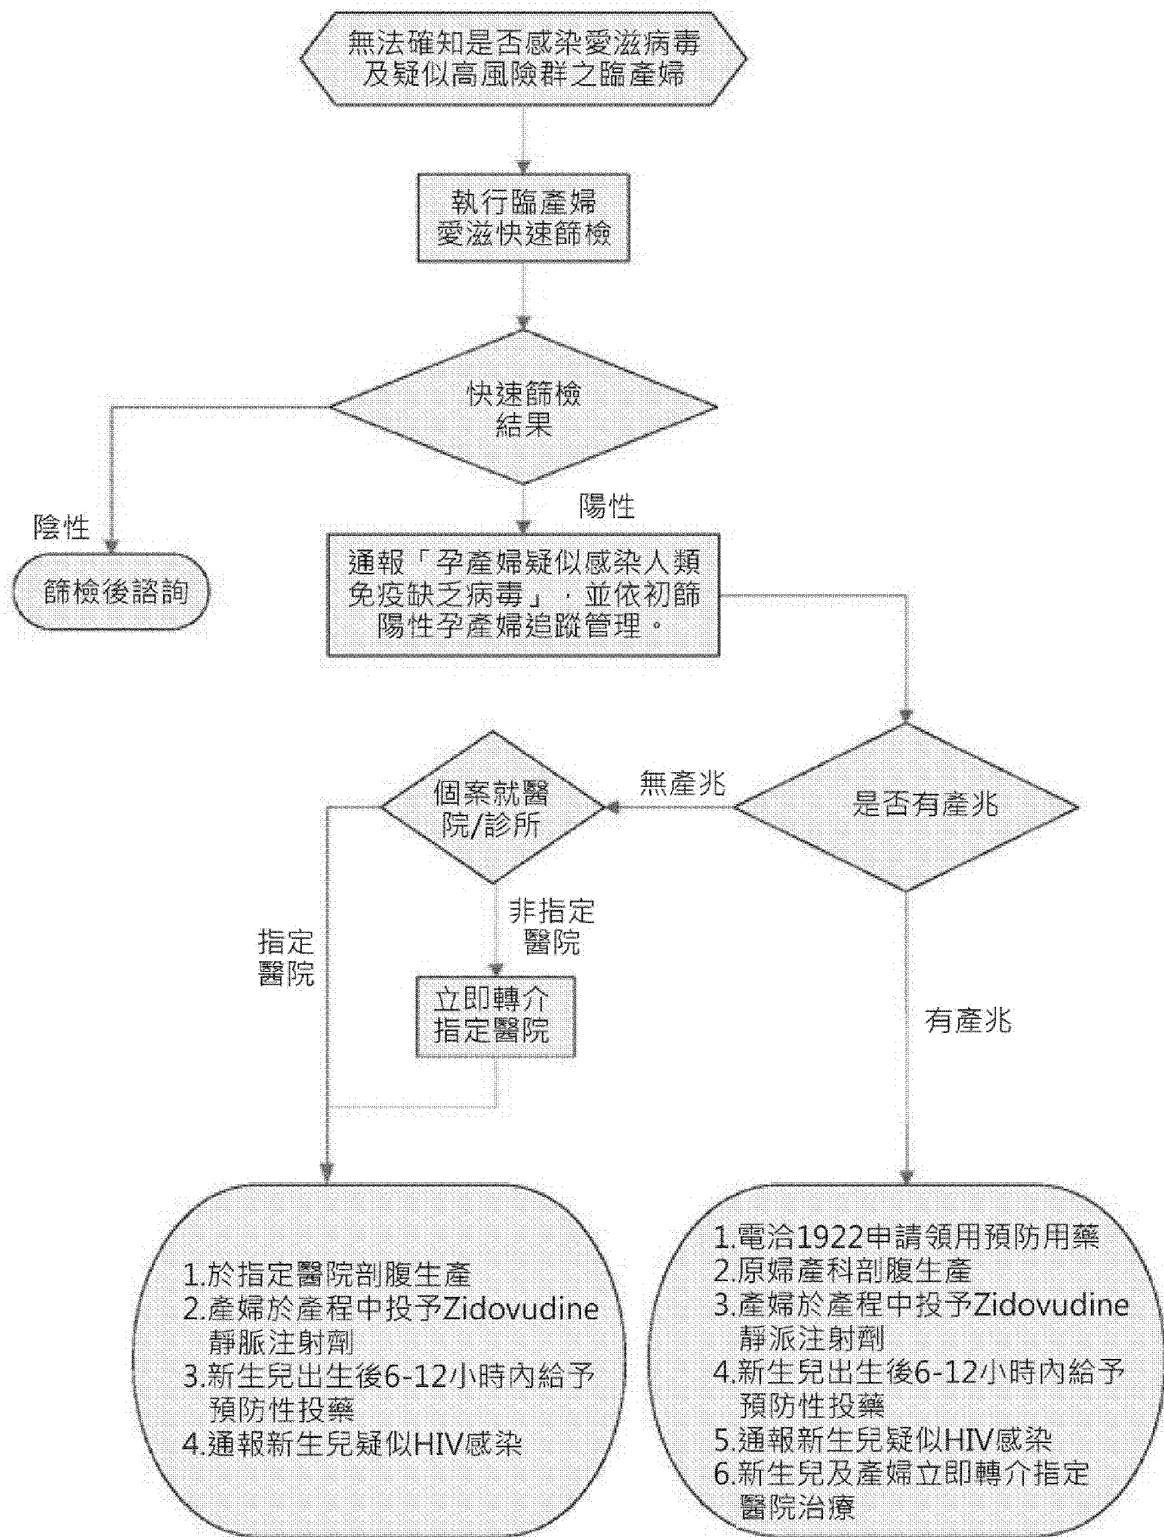 無法確知是否感染愛滋病毒
及疑似高風險群之臨產婦
執行臨產婦
愛滋快速篩檢
快速篩檢
結果
陽性
陰性
篩檢後諮詢
通報「孕產婦疑似感染人類
免疫缺乏病毒」，並依初篩
陽性孕產婦追蹤管理。
是否有產兆
無產兆
個案就醫
院/診所
非指定
醫院
指定
醫院
立即轉介
指定醫院
有產兆
1.於指定醫院剖腹生產
2.產婦於產程中投予Zidovudine
靜脈注射劑
3.新生兒出生後6-12小時內給予
預防性投藥
4.通報新生兒疑似HIV感染
1.電洽1922申請領用預防用藥
2.原婦產科剖腹生產
3.產婦於產程中投予Zidovudine
靜派注射劑
4.新生兒出生後6-12小時內給予
預防性投藥
5.通報新生兒疑似HIV感染
6.新生兒及產婦立即轉介指定
醫院治療